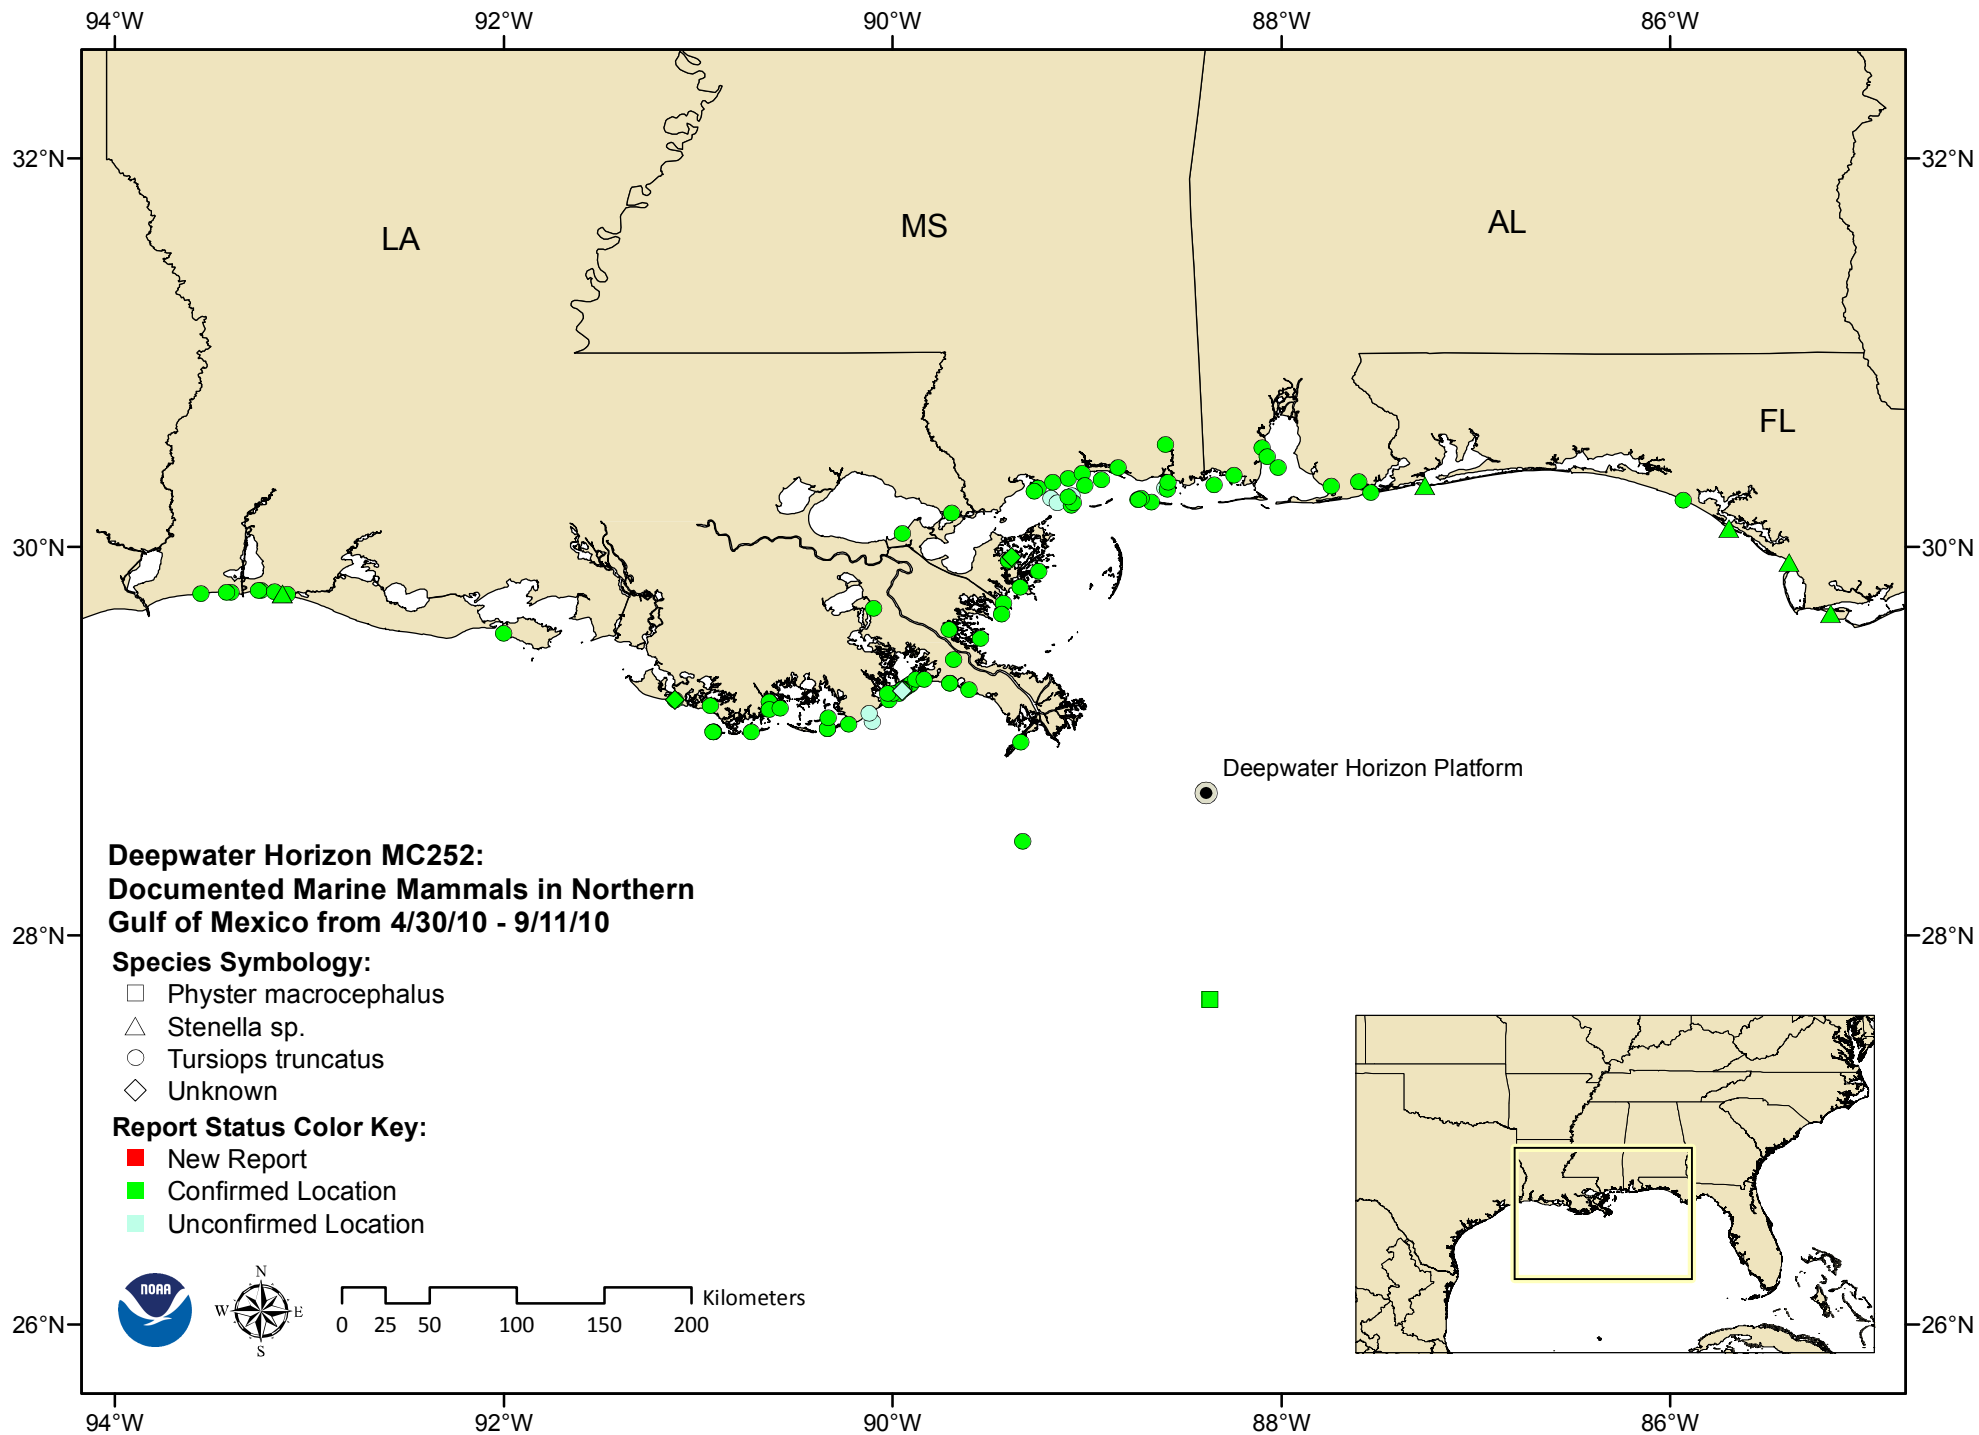 94°W 92°W 90°W 88°W 86°W
32°N 32°N
LA MS AL
FL
30°N 30°N
Deepwater Horizon Platform
Deepwater Horizon MC252:
Documented Marine Mammals in Northern
Gulf of Mexico from 4/30/10 - 9/11/10
28°N 28°N
Species Symbology:
Physter macrocephalus
Stenella sp.
Tursiops truncatus
Unknown
Report Status Color Key:
New Report
Confirmed Location
Unconfirmed Location
NOAA
N
W E
S
Kilometers
0 25 50 100 150 200
26°N 26°N
94°W 92°W 90°W 88°W 86°W